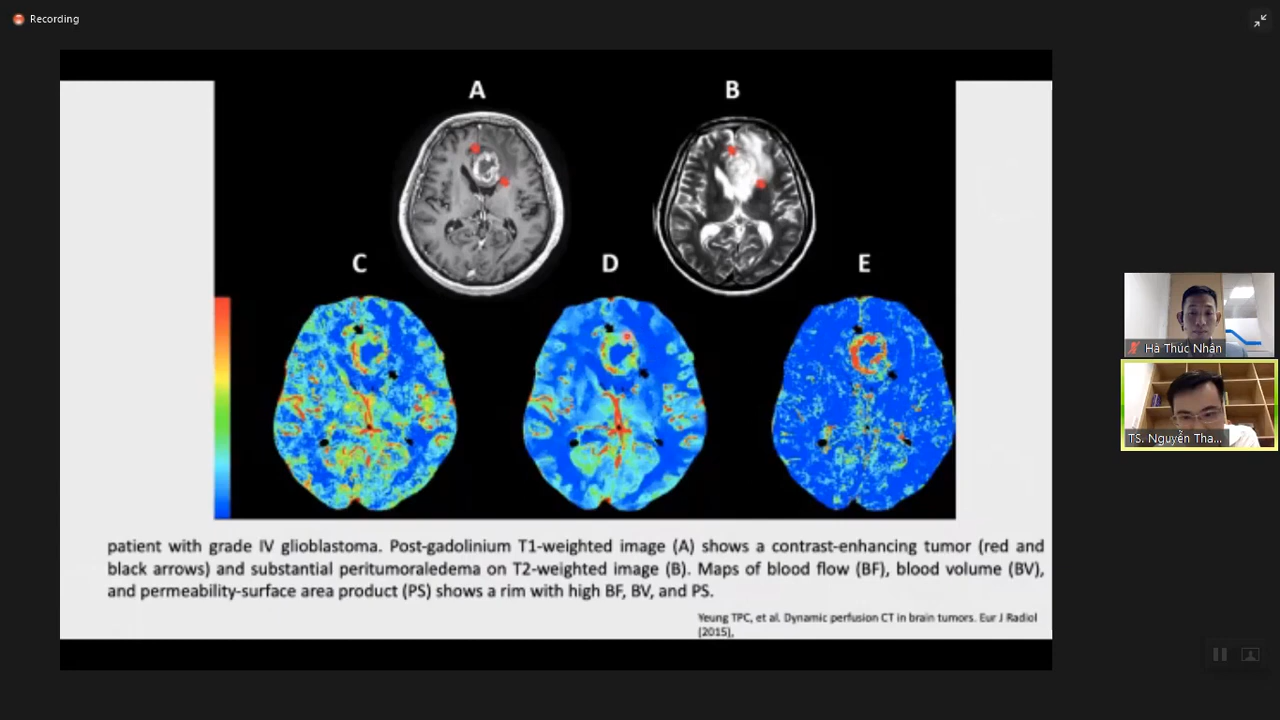 Recording
A
B
C
D
E
patient with grade IV glioblastoma. Post-gadolinium T1-weighted image (A) shows a contrast-enhancing tumor (red and
black arrows) and substantial peritumoraledema on T2-weighted image (B). Maps of blood flow (BF), blood volume (BV),
and permeability-surface area product (PS) shows a rim with high BF, BV, and PS.
Yeung TPC, et al. Dynamic perfusion CT in brain tumors. Eur J Radiol
(2015),
Hà Thúc Nhân
TS. Nguyễn Tha...